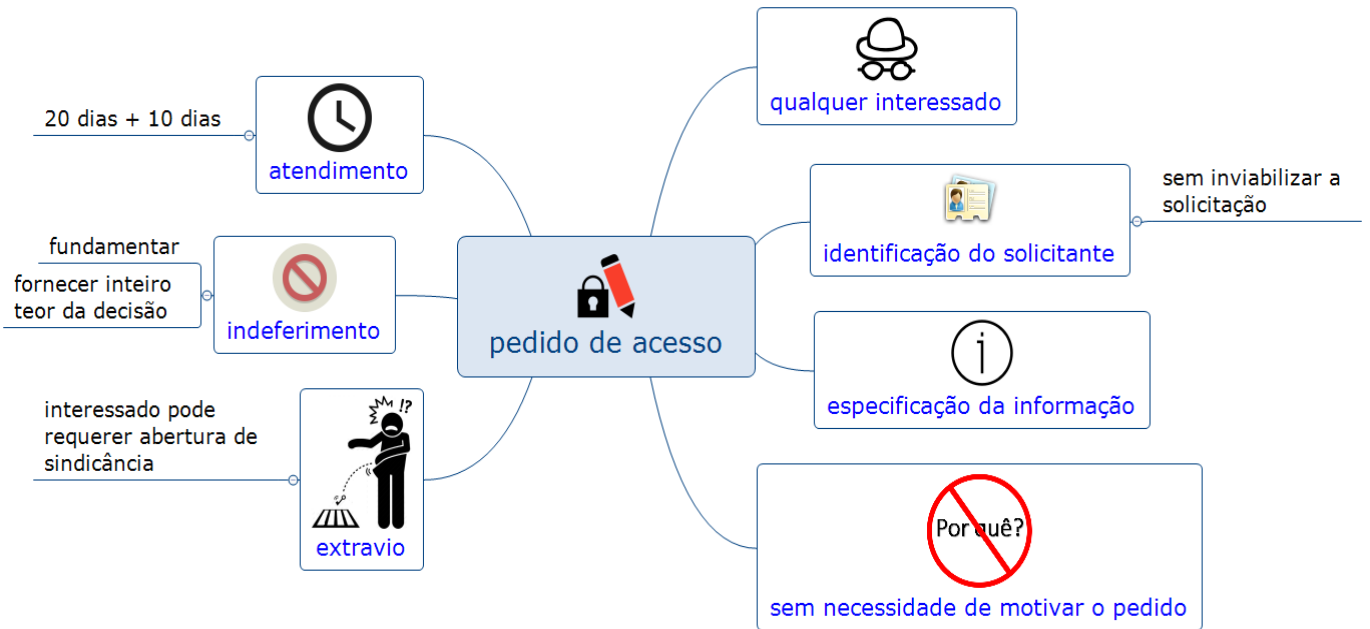 pedido de acesso
qualquer interessado
identificação do solicitante
sem inviabilizar a
solicitação
i
especificação da informação
Por quê?
sem necessidade de motivar o pedido
20 dias + 10 dias
atendimento
fundamentar
fornecer inteiro
teor da decisão
indeferimento
interessado pode
requerer abertura de
sindicância
!?
extravio